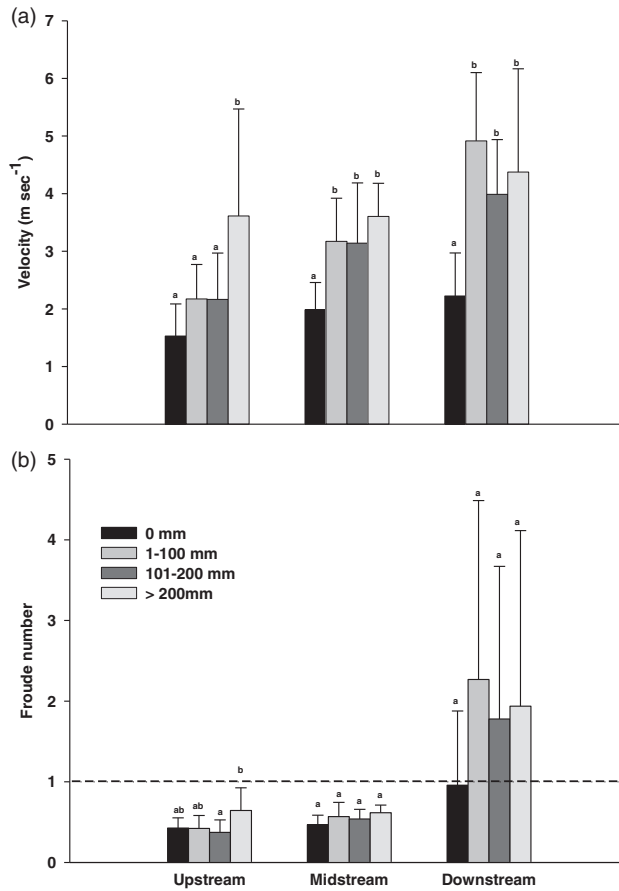 (a)
7
6
5
4
3
2
1
0
Velocity (m sec⁻¹)
a a a b
a b b b
a b b b
(b)
5
4
3
2
1
0
Froude number
0 mm
1-100 mm
101-200 mm
> 200mm
ab ab a b
a a a a
a a a a
Upstream Midstream Downstream